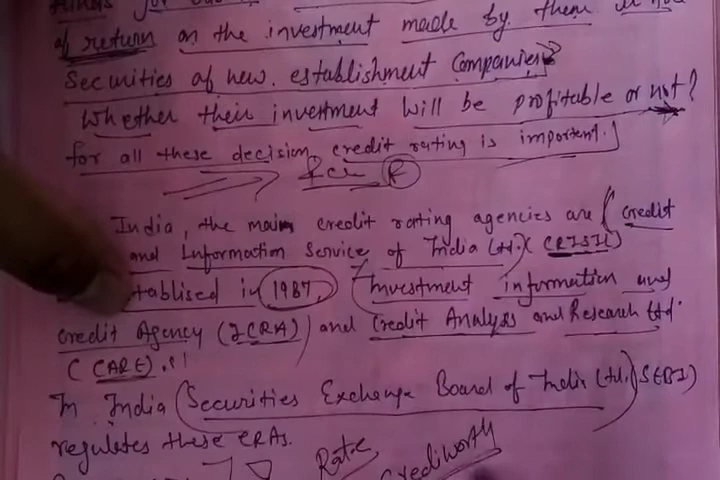 of return on the investment made by them
Securities of new establishment Companies
Whether their investment will be profitable or not?
for all these decision credit rating is important.
R
India, the main credit rating agencies are (Credit
and Information Service of India Ltd.) (CRISIL)
tablised in 1987, Investment information and
Credit Agency (ICRA) and Credit Analysis and Research Ltd.
(CARE).
In India (Securities Exchange Board of India Ltd.) SEBI)
regulates these CRAs.
Rate
Crediworth